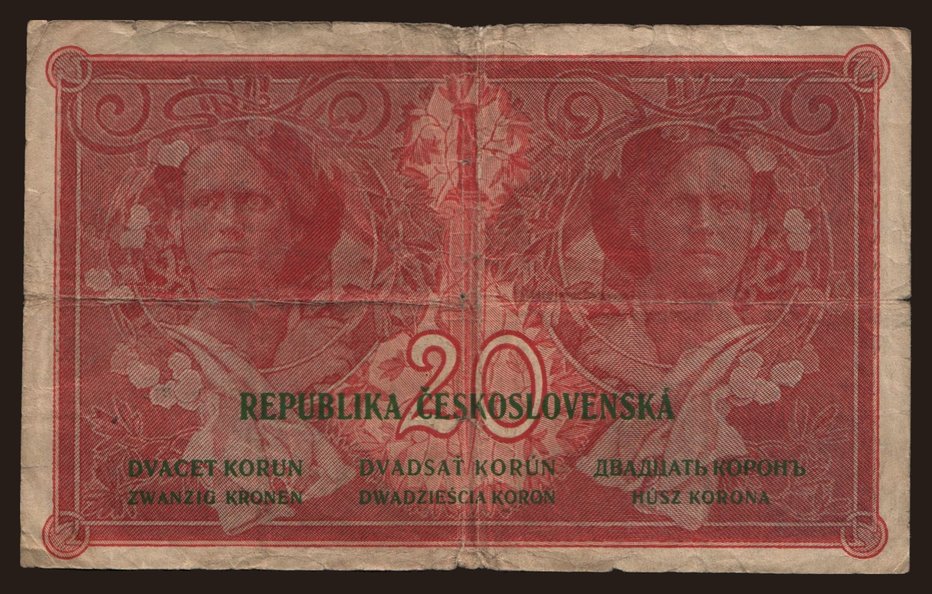 20
REPUBLIKA ČESKOSLOVENSKÁ
DVACET KORUN DVADSAŤ KORÚN ДВАДЦАТЬ КОРОНЪ
ZWANZIG KRONEN DWADZIEŚCIA KORON HÚSZ KORONA